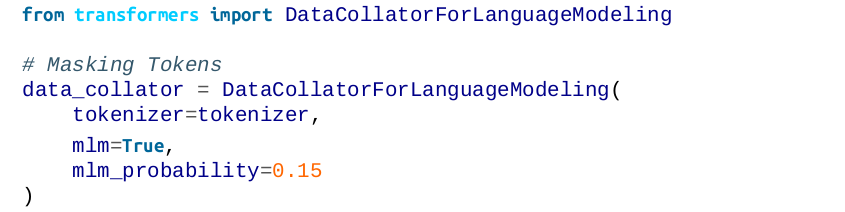 from transformers import DataCollatorForLanguageModeling
# Masking Tokens
data_collator = DataCollatorForLanguageModeling(
    tokenizer=tokenizer,
    mlm=True,
    mlm_probability=0.15
)